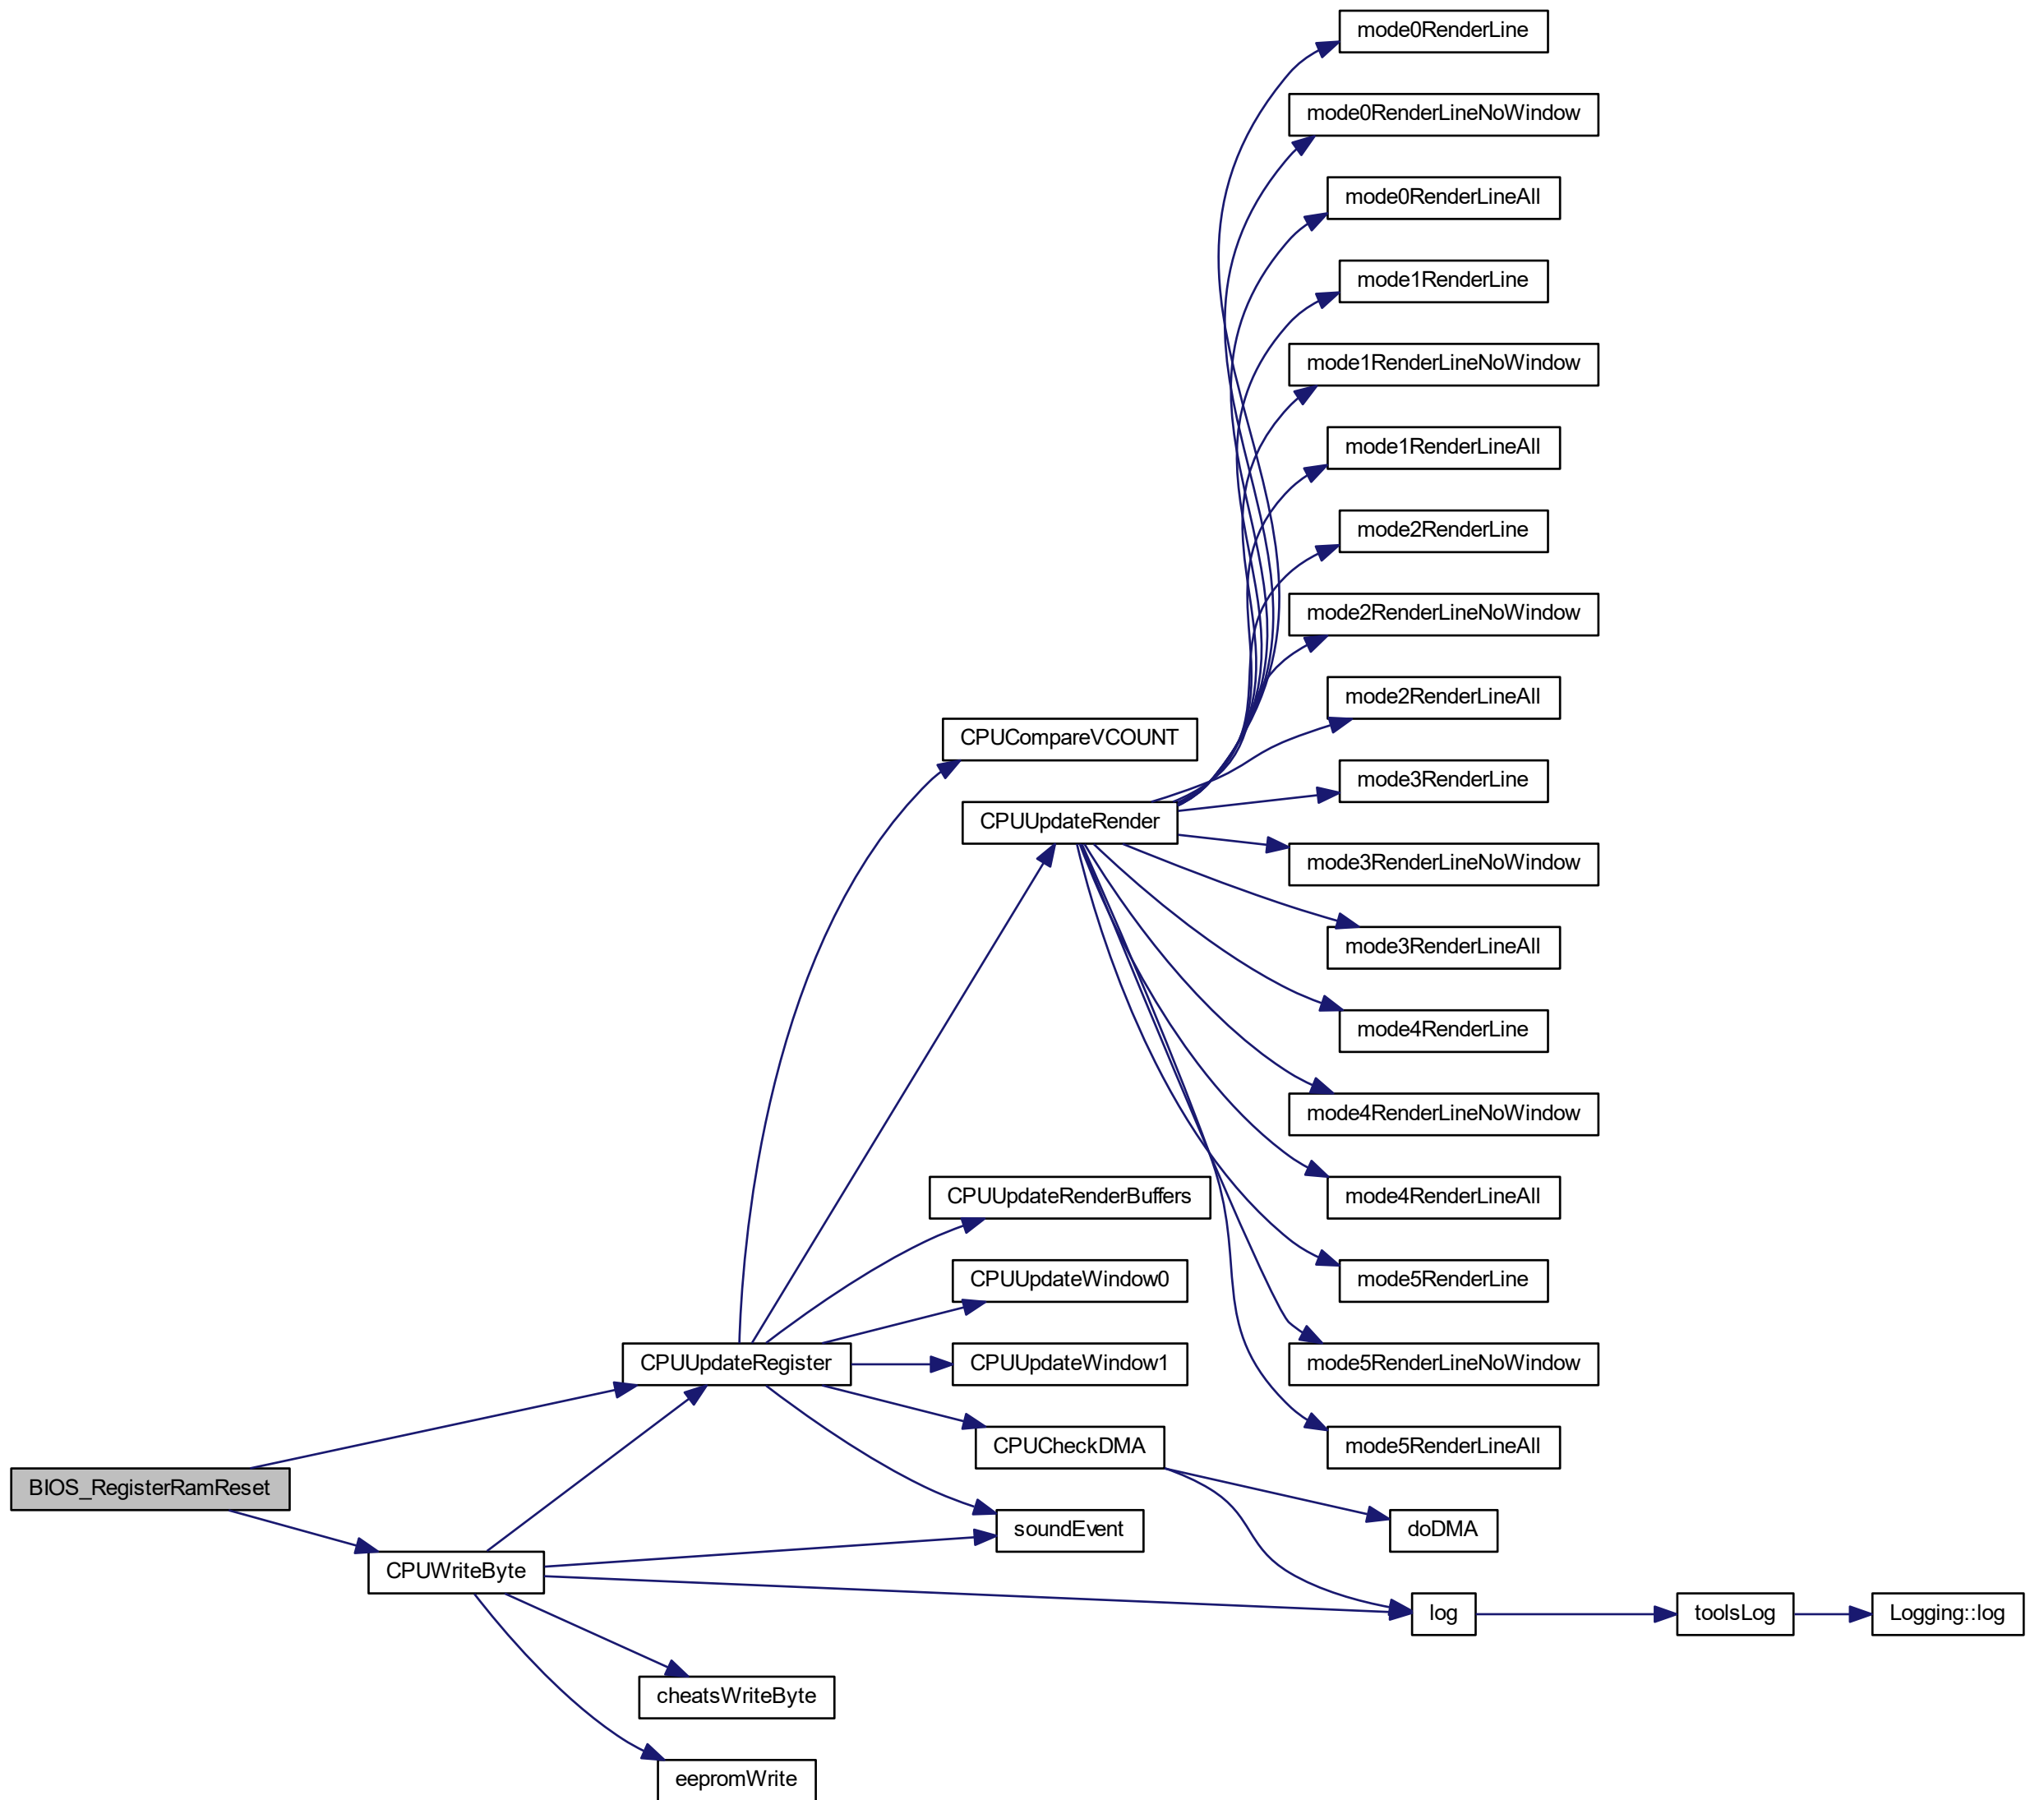 mode0RenderLine
mode0RenderLineNoWindow
mode0RenderLineAll
mode1RenderLine
mode1RenderLineNoWindow
mode1RenderLineAll
mode2RenderLine
mode2RenderLineNoWindow
mode2RenderLineAll
CPUCompareVCOUNT
mode3RenderLine
CPUUpdateRender
mode3RenderLineNoWindow
mode3RenderLineAll
mode4RenderLine
mode4RenderLineNoWindow
CPUUpdateRenderBuffers
mode4RenderLineAll
CPUUpdateWindow0
mode5RenderLine
CPUUpdateRegister
CPUUpdateWindow1
mode5RenderLineNoWindow
CPUCheckDMA
mode5RenderLineAll
BIOS_RegisterRamReset
soundEvent
doDMA
CPUWriteByte
log
toolsLog
Logging::log
cheatsWriteByte
eepromWrite